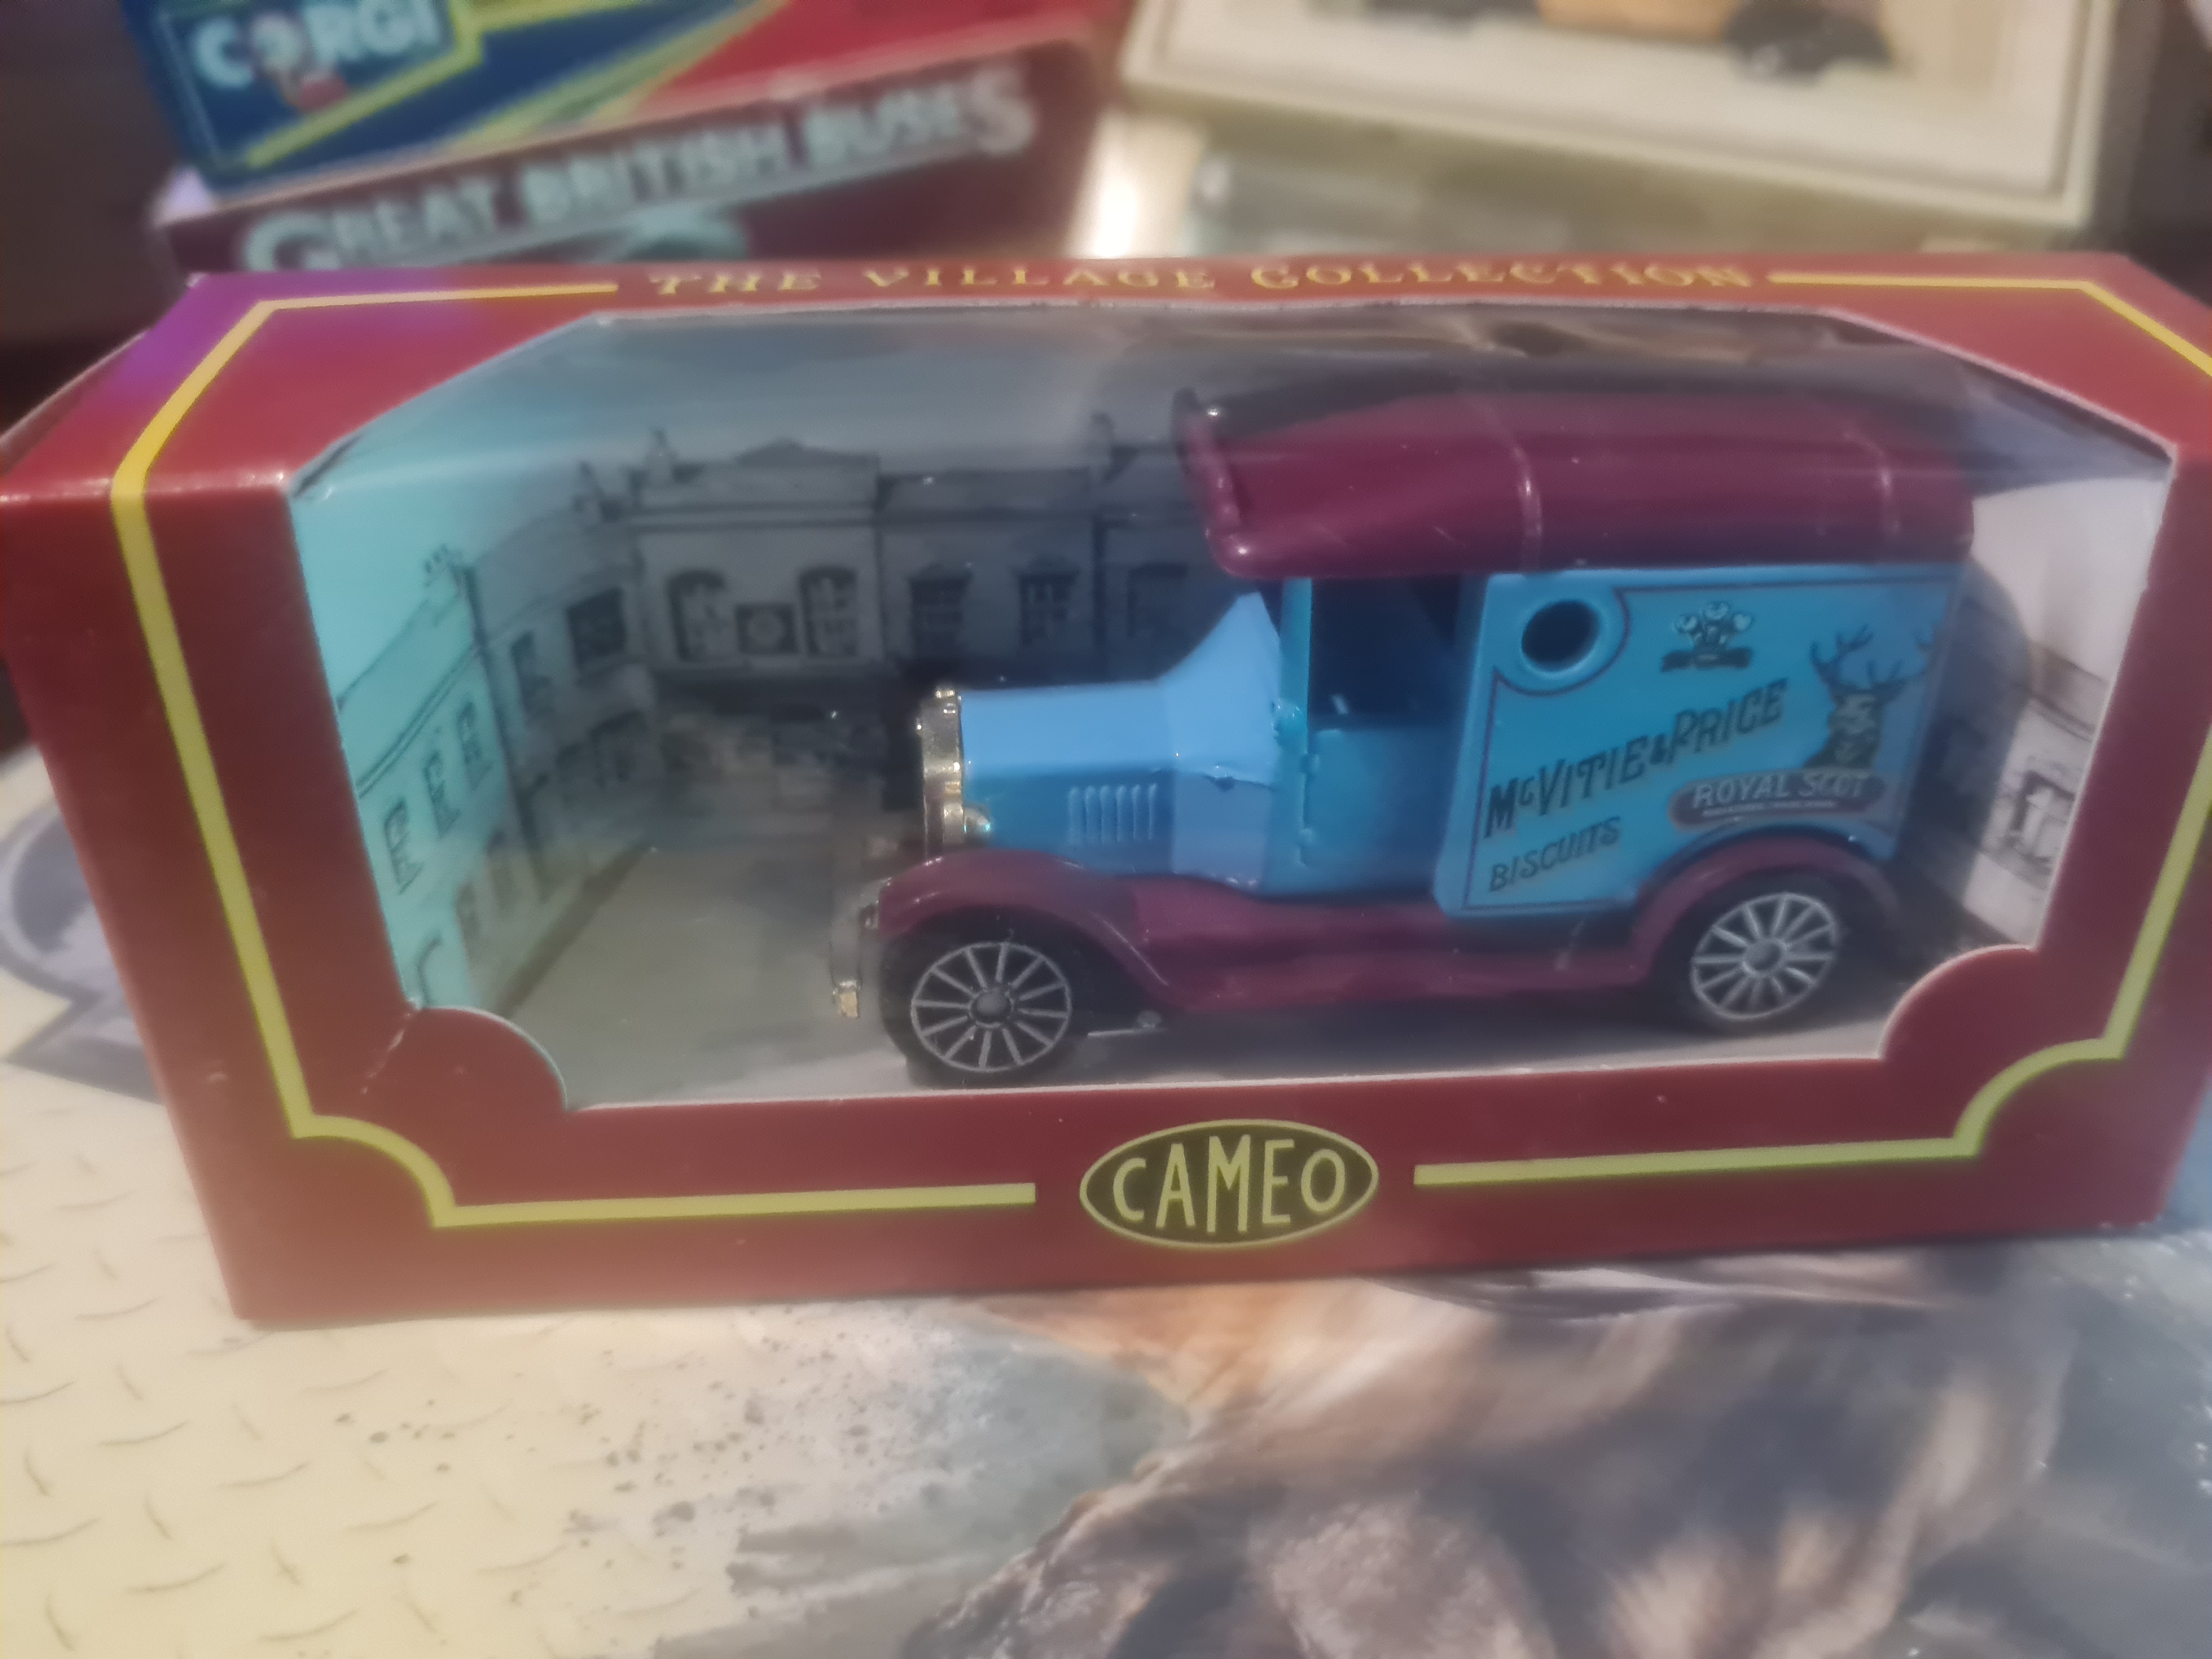 CORGI
GREAT BRITISH BUSES
THE VILLAGE COLLECTION
McVITIE & PRICE
ROYAL SCOT
BISCUITS
CAMEO